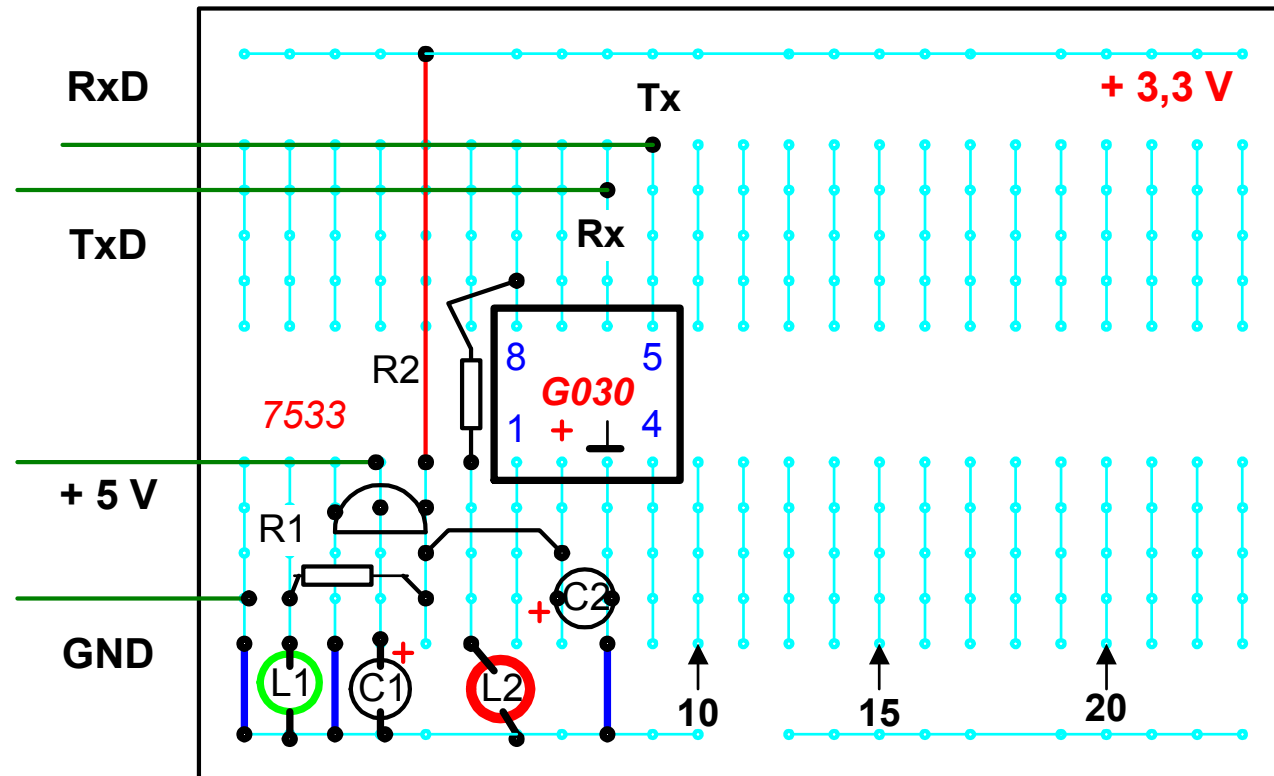 RxD
Tx
+ 3,3 V
TxD
Rx
R2
8
5
G030
7533
1
+
4
+ 5 V
R1
C2
+
GND
+
L1
C1
L2
10
15
20